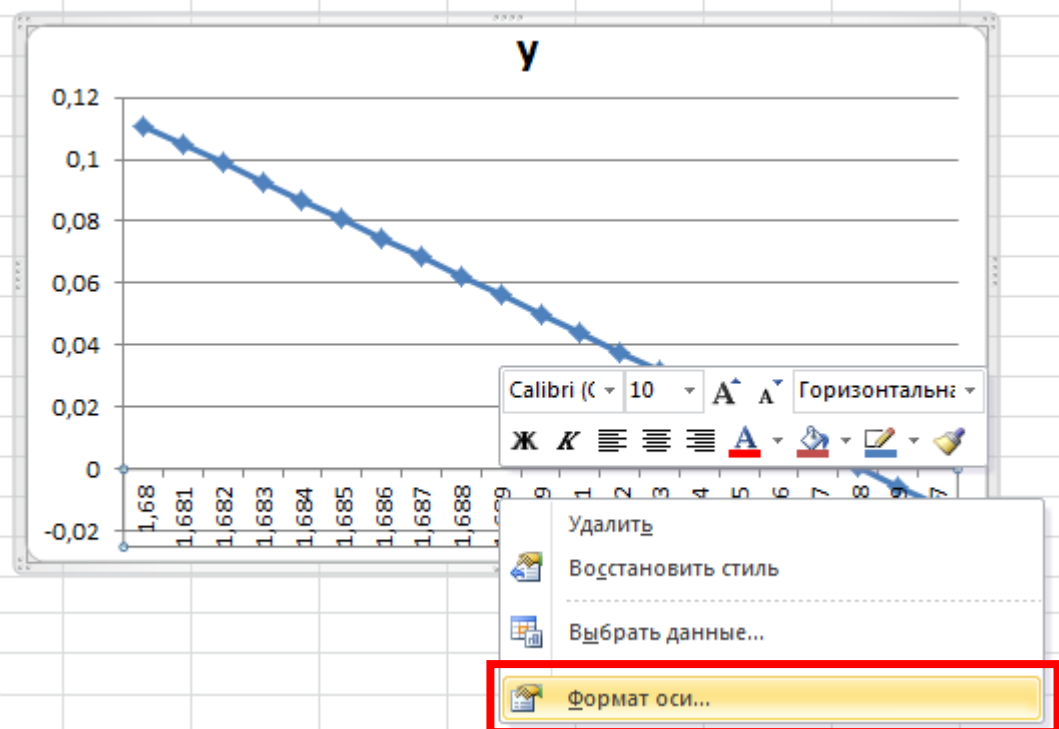 y
0,12
0,1
0,08
0,06
0,04
0,02
0
-0,02
1,68
1,681
1,682
1,683
1,684
1,685
1,686
1,687
1,688
Calibri (
10
A A Горизонтальна
Ж К A
Удалить
Восстановить стиль
Выбрать данные...
Формат оси...